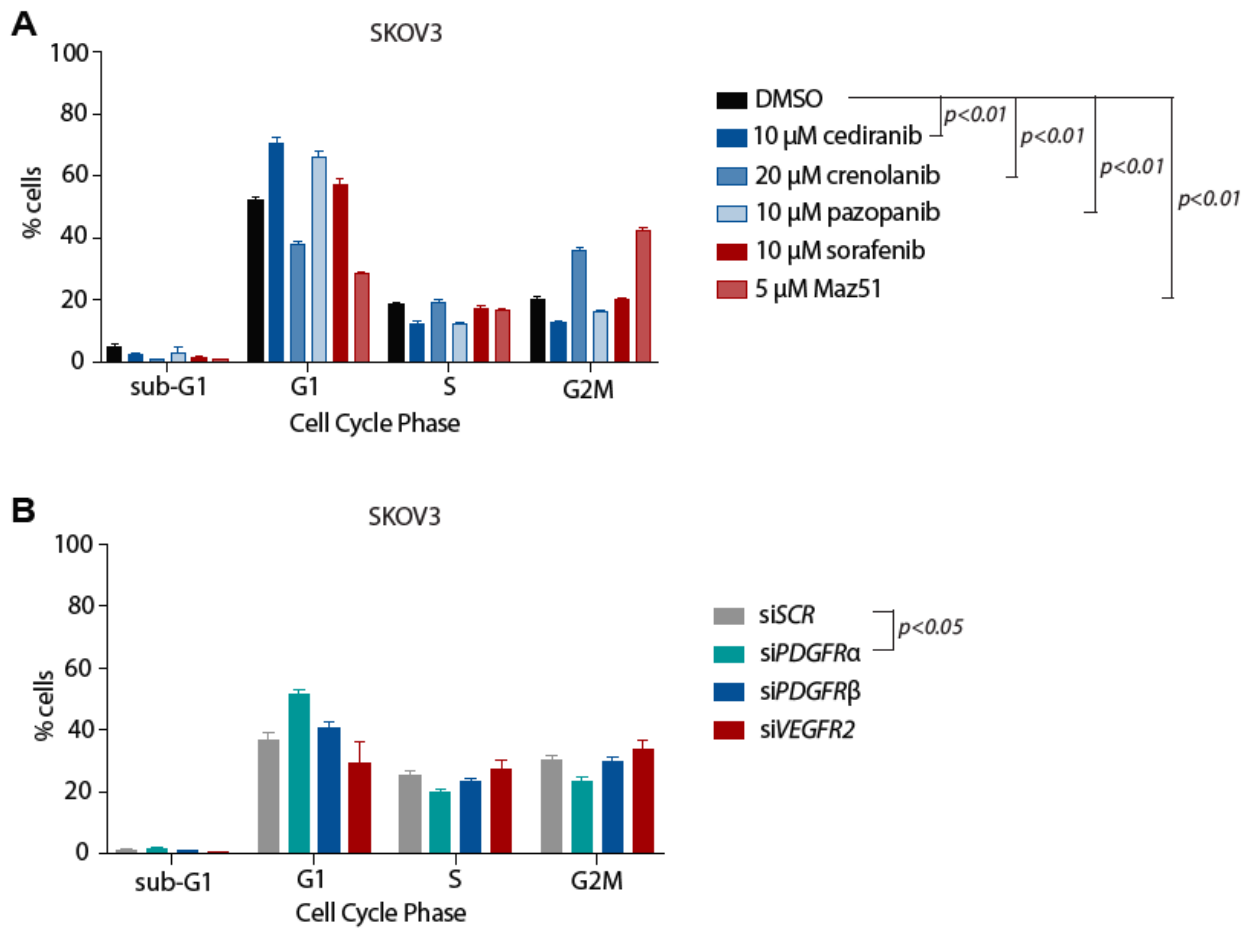 A
SKOV3
100
80
60
40
20
0
% cells
sub-G1
G1
S
G2M
Cell Cycle Phase
DMSO
10 µM cediranib
20 µM crenolanib
10 µM pazopanib
10 µM sorafenib
5 µM Maz51
p<0.01
p<0.01
p<0.01
p<0.01
B
SKOV3
100
80
60
40
20
0
% cells
sub-G1
G1
S
G2M
Cell Cycle Phase
siSCR
siPDGFRα
siPDGFRβ
siVEGFR2
p<0.05